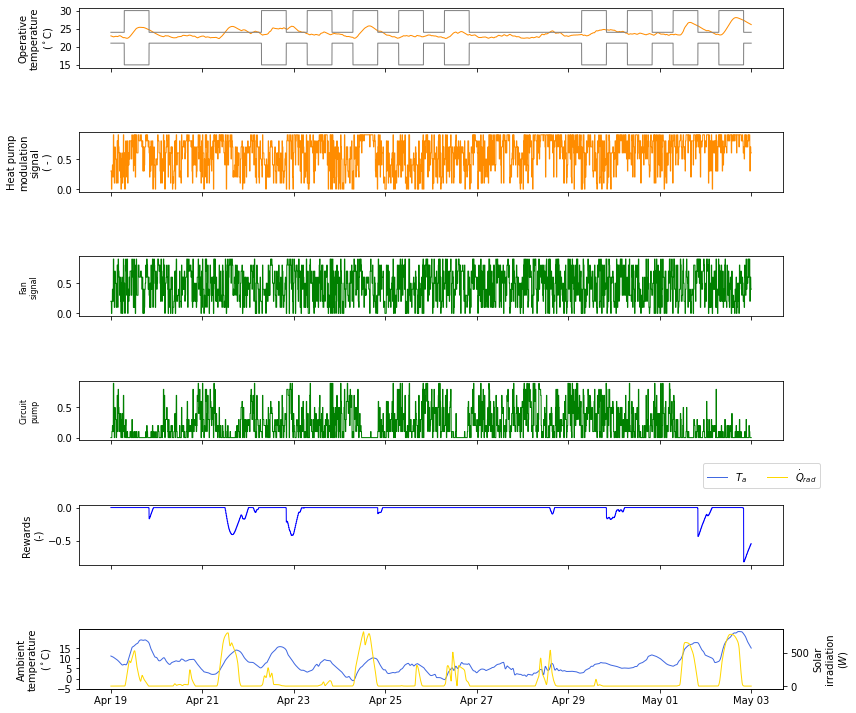 Operative
temperature
(°C)
30
25
20
15
Heat pump
modulation
signal
( - )
0.5
0.0
Fan
signal
0.5
0.0
Circuit
pump
0.5
0.0
T_a Q̇_rad
Rewards
(-)
0.0
−0.5
Ambient
temperature
(°C)
15
10
5
0
−5
500
0
Solar
irradiation
(W)
Apr 19 Apr 21 Apr 23 Apr 25 Apr 27 Apr 29 May 01 May 03